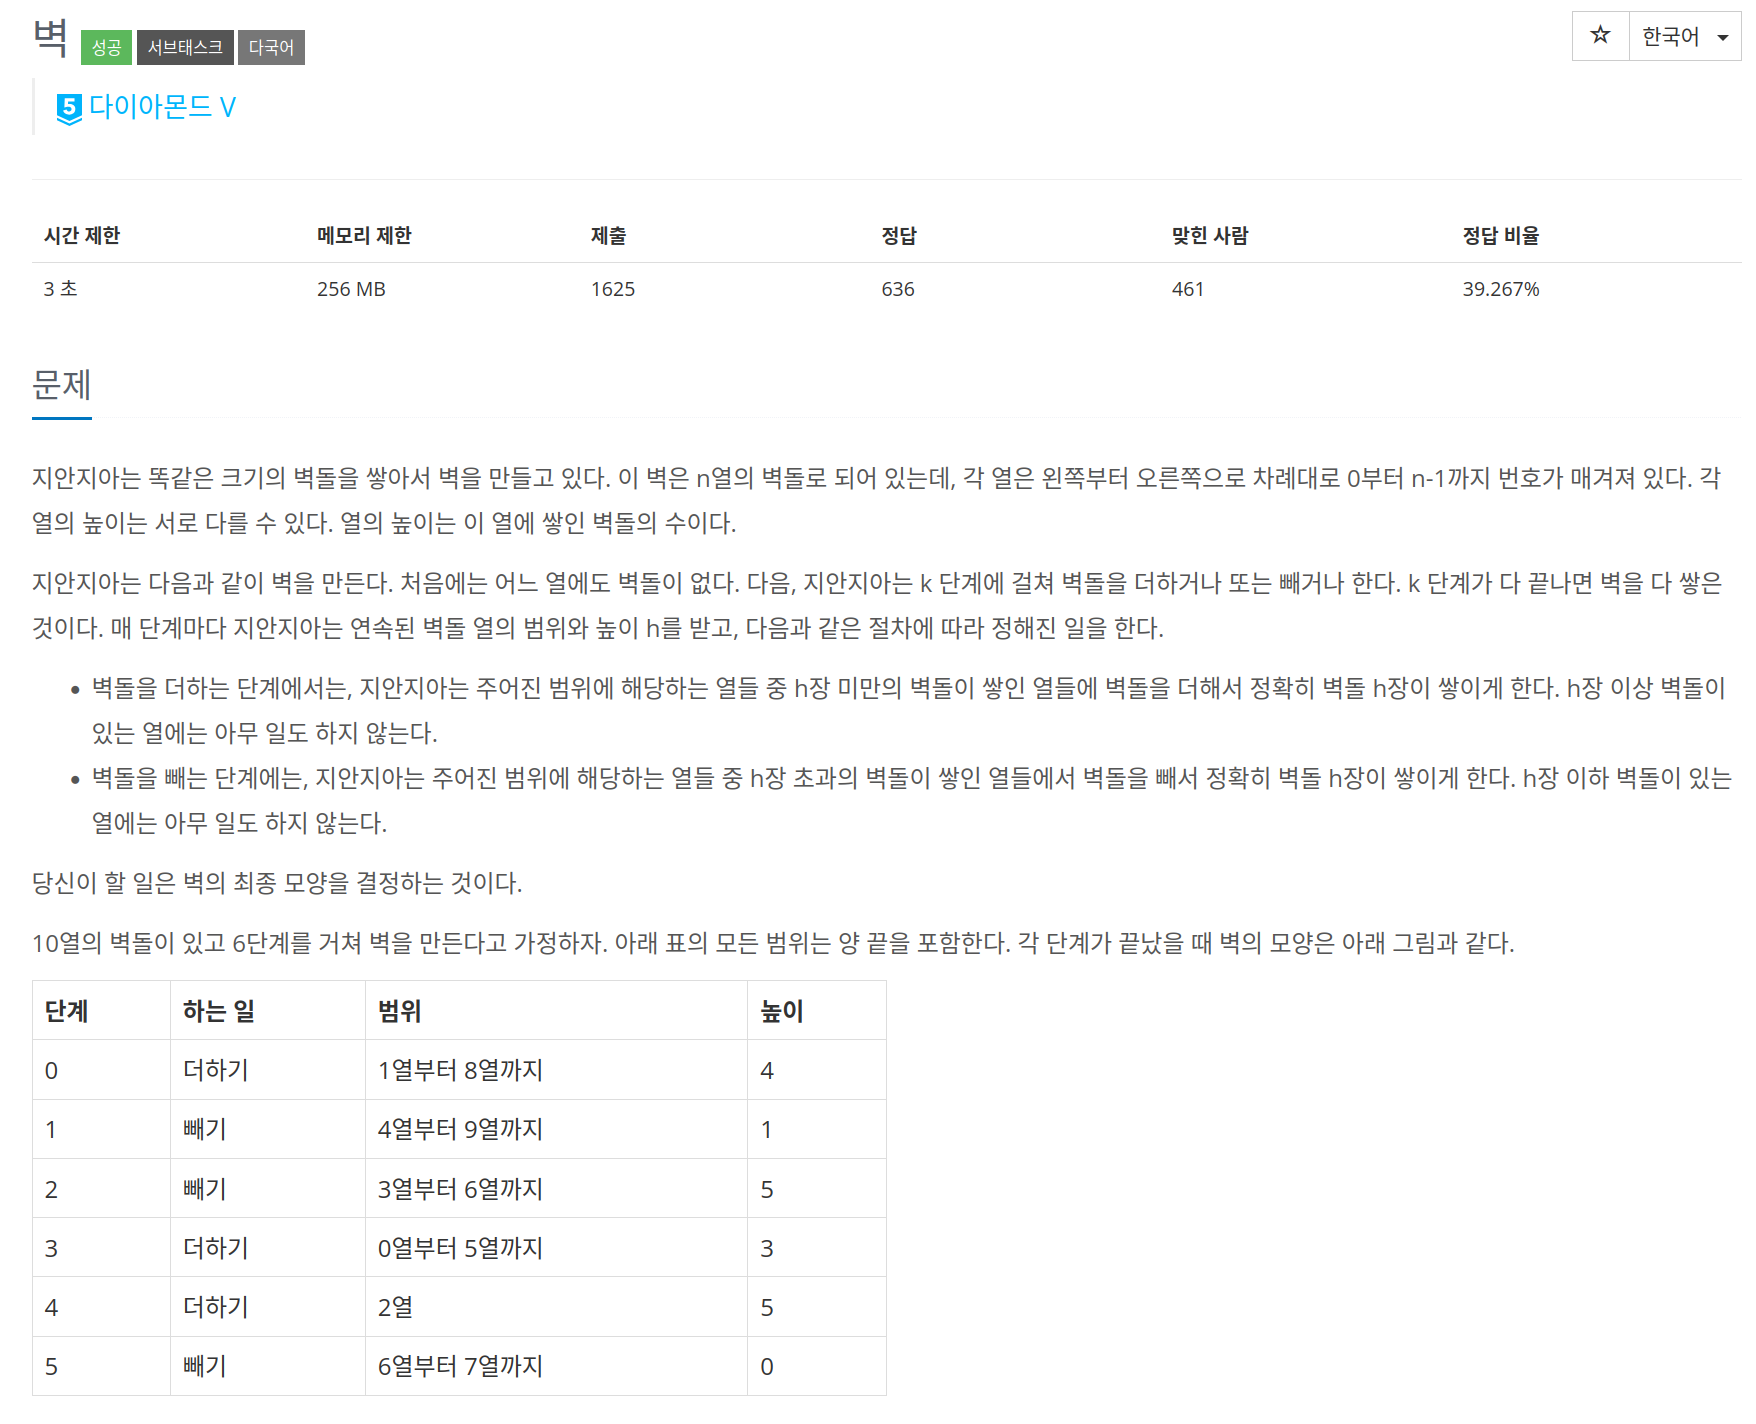 벽 성공 서브태스크 다국어
☆ 한국어
5 다이아몬드 V
시간 제한 메모리 제한 제출 정답 맞힌 사람 정답 비율
3 초 256 MB 1625 636 461 39.267%
문제
지안지아는 똑같은 크기의 벽돌을 쌓아서 벽을 만들고 있다. 이 벽은 n열의 벽돌로 되어 있는데, 각 열은 왼쪽부터 오른쪽으로 차례대로 0부터 n-1까지 번호가 매겨져 있다. 각
열의 높이는 서로 다를 수 있다. 열의 높이는 이 열에 쌓인 벽돌의 수이다.
지안지아는 다음과 같이 벽을 만든다. 처음에는 어느 열에도 벽돌이 없다. 다음, 지안지아는 k 단계에 걸쳐 벽돌을 더하거나 또는 빼거나 한다. k 단계가 다 끝나면 벽을 다 쌓은
것이다. 매 단계마다 지안지아는 연속된 벽돌 열의 범위와 높이 h를 받고, 다음과 같은 절차에 따라 정해진 일을 한다.
• 벽돌을 더하는 단계에서는, 지안지아는 주어진 범위에 해당하는 열들 중 h장 미만의 벽돌이 쌓인 열들에 벽돌을 더해서 정확히 벽돌 h장이 쌓이게 한다. h장 이상 벽돌이
있는 열에는 아무 일도 하지 않는다.
• 벽돌을 빼는 단계에는, 지안지아는 주어진 범위에 해당하는 열들 중 h장 초과의 벽돌이 쌓인 열들에서 벽돌을 빼서 정확히 벽돌 h장이 쌓이게 한다. h장 이하 벽돌이 있는
열에는 아무 일도 하지 않는다.
당신이 할 일은 벽의 최종 모양을 결정하는 것이다.
10열의 벽돌이 있고 6단계를 거쳐 벽을 만든다고 가정하자. 아래 표의 모든 범위는 양 끝을 포함한다. 각 단계가 끝났을 때 벽의 모양은 아래 그림과 같다.
단계 하는 일 범위 높이
0 더하기 1열부터 8열까지 4
1 빼기 4열부터 9열까지 1
2 빼기 3열부터 6열까지 5
3 더하기 0열부터 5열까지 3
4 더하기 2열 5
5 빼기 6열부터 7열까지 0